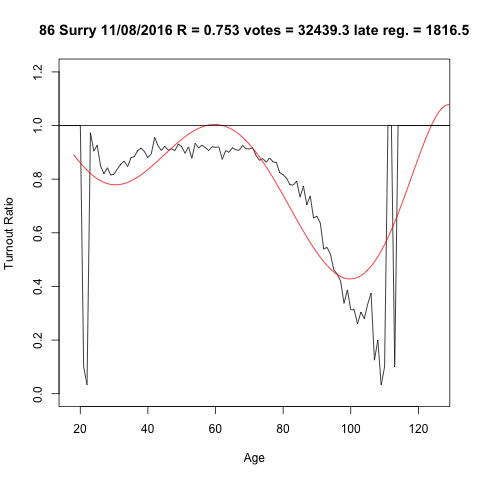 86 Surry 11/08/2016 R = 0.753 votes = 32439.3 late reg. = 1816.5
1.2
1.0
0.8
0.6
0.4
0.2
0.0
Turnout Ratio
20 40 60 80 100 120
Age